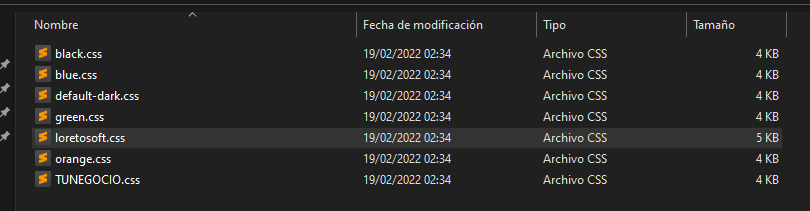 Nombre Fecha de modificación Tipo Tamaño
black.css 19/02/2022 02:34 Archivo CSS 4 KB
blue.css 19/02/2022 02:34 Archivo CSS 4 KB
default-dark.css 19/02/2022 02:34 Archivo CSS 4 KB
green.css 19/02/2022 02:34 Archivo CSS 4 KB
loretosoft.css 19/02/2022 02:34 Archivo CSS 5 KB
orange.css 19/02/2022 02:34 Archivo CSS 4 KB
TUNEGOCIO.css 19/02/2022 02:34 Archivo CSS 4 KB